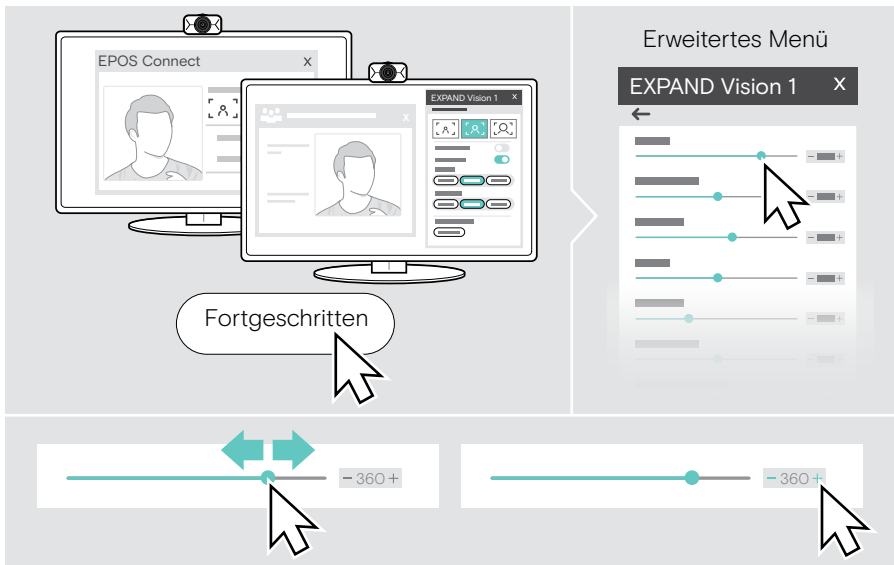 EPOS Connect x
EXPAND Vision 1 x
x
Fortgeschritten
Erweitertes Menü
EXPAND Vision 1 x
- 360 +
- 360 +